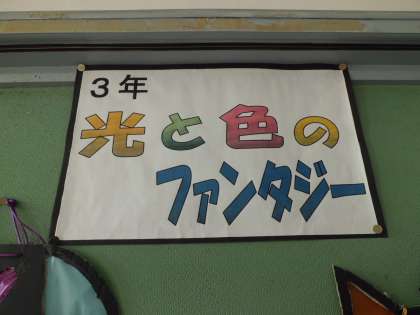 ３年
光と色の
ファンタジー